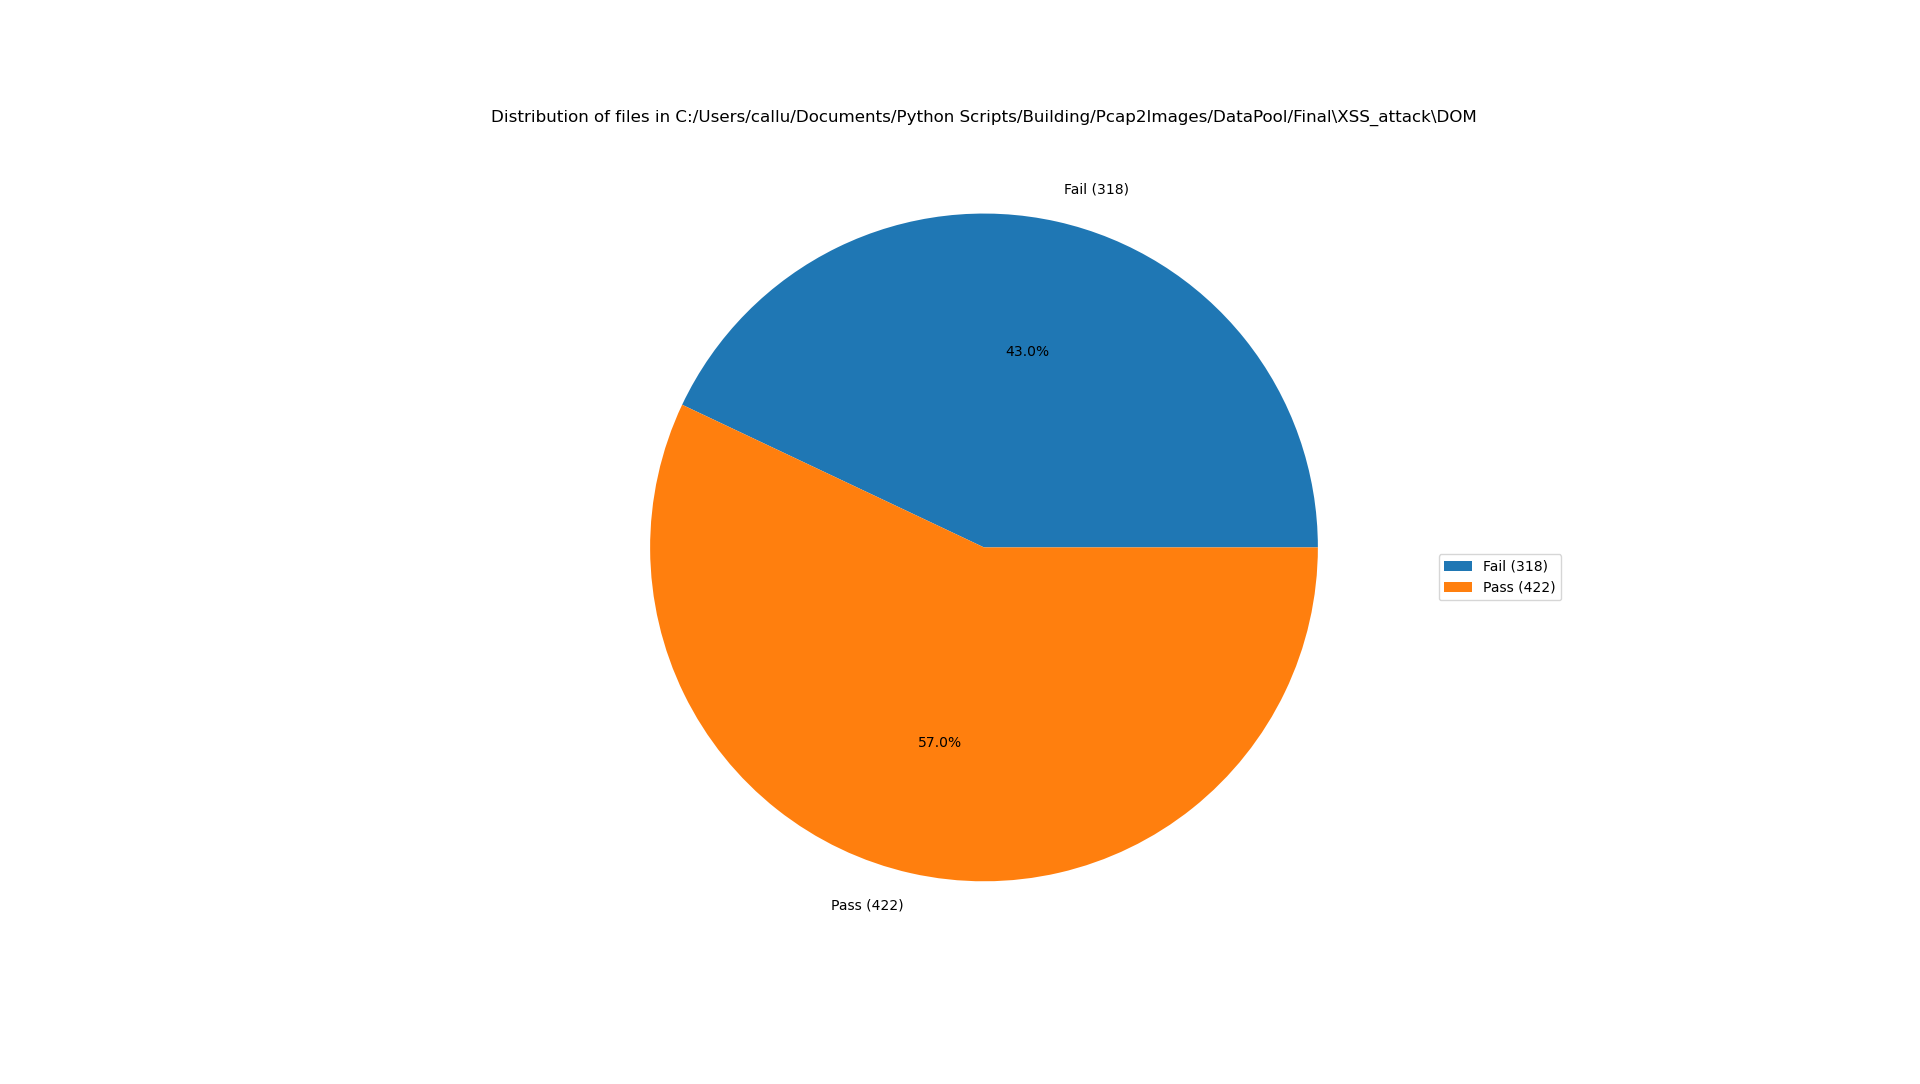 Distribution of files in C:/Users/callu/Documents/Python Scripts/Building/Pcap2Images/DataPool/Final\XSS_attack\DOM
Fail (318)
43.0%
Fail (318)
Pass (422)
57.0%
Pass (422)